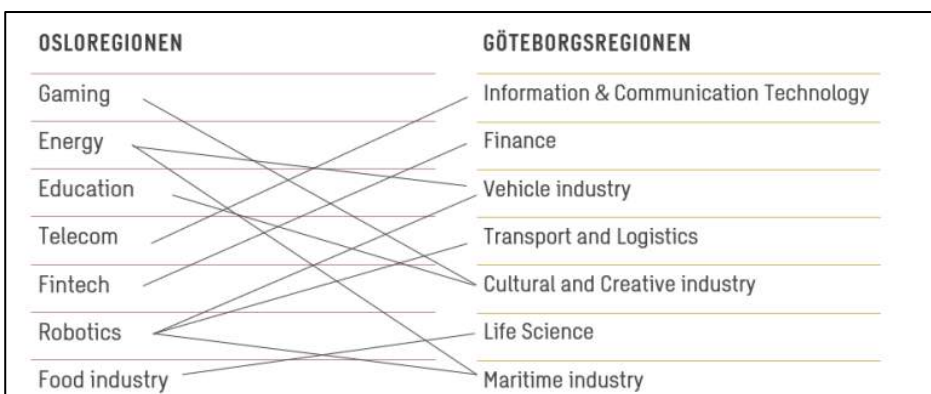 OSLOREGIONEN
Gaming
Energy
Education
Telecom
Fintech
Robotics
Food industry
GÖTEBORGSREGIONEN
Information & Communication Technology
Finance
Vehicle industry
Transport and Logistics
Cultural and Creative industry
Life Science
Maritime industry